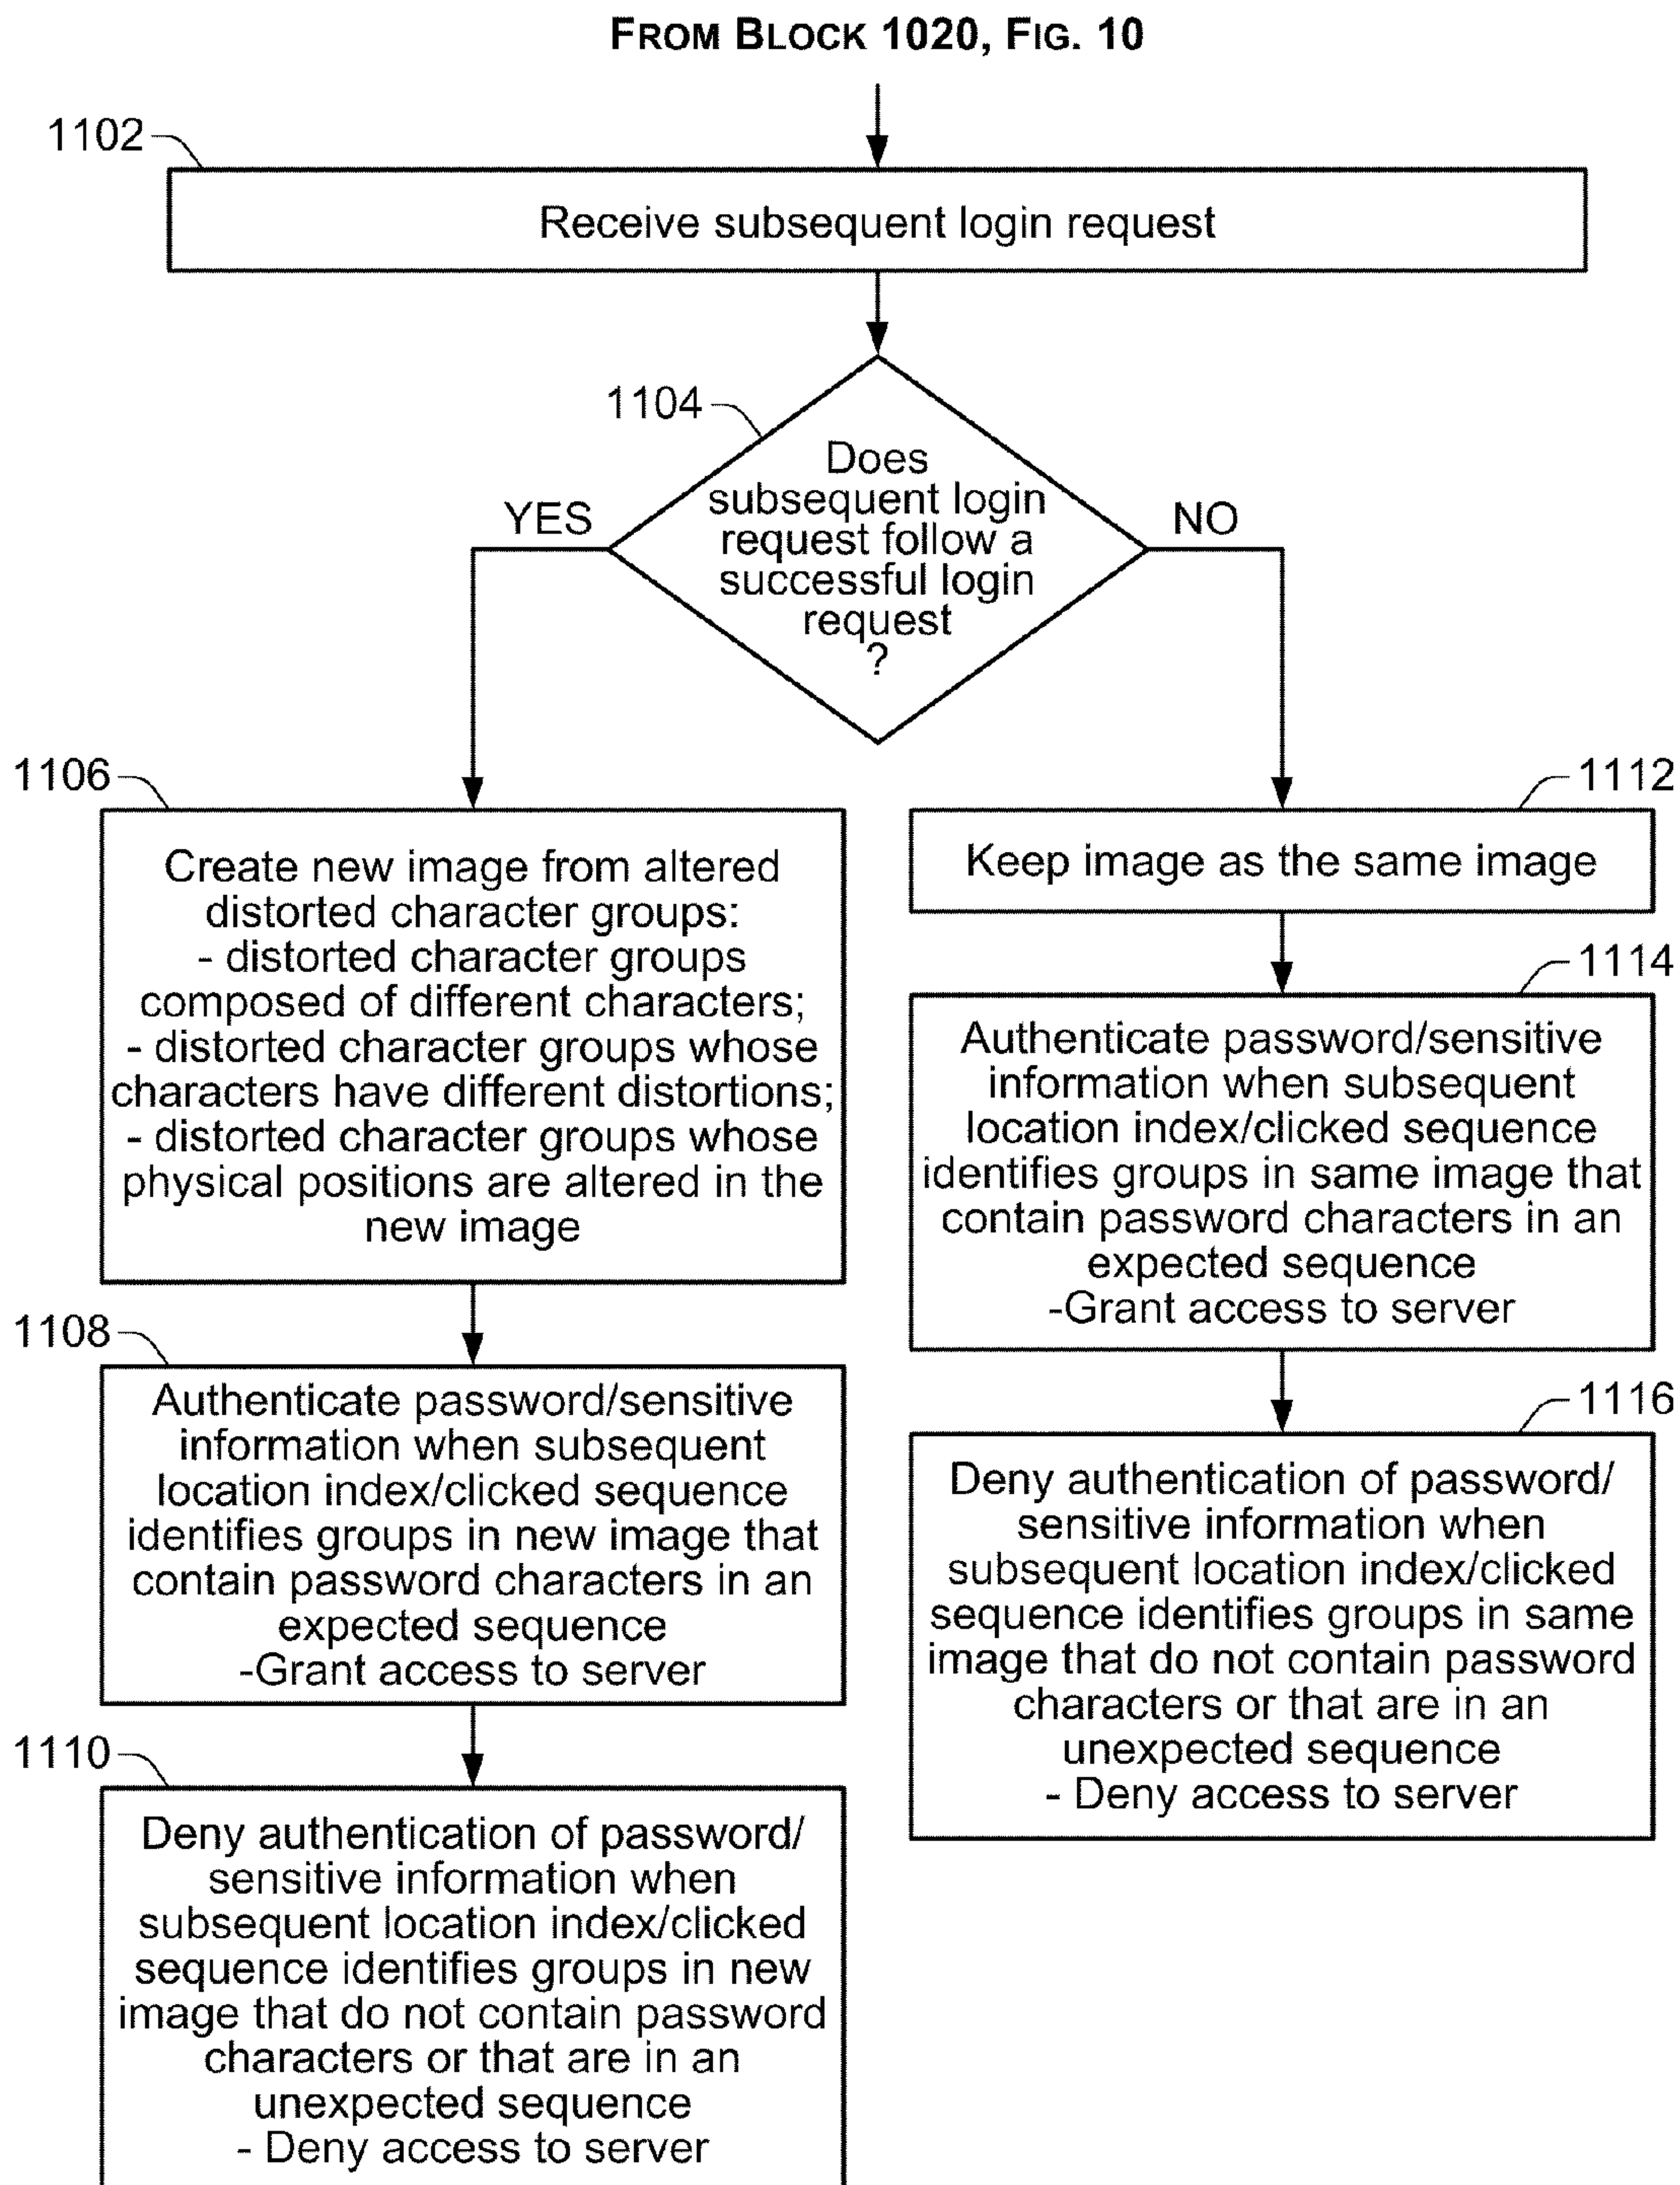 FROM BLOCK 1020, FIG. 10
1102
Receive subsequent login request
1104
Does
subsequent login
request follow a
successful login
request
?
YES
NO
1106
Create new image from altered
distorted character groups:
- distorted character groups
composed of different characters;
- distorted character groups whose
characters have different distortions;
- distorted character groups whose
physical positions are altered in the
new image
1108
Authenticate password/sensitive
information when subsequent
location index/clicked sequence
identifies groups in new image that
contain password characters in an
expected sequence
-Grant access to server
1110
Deny authentication of password/
sensitive information when
subsequent location index/clicked
sequence identifies groups in new
image that do not contain password
characters or that are in an
unexpected sequence
- Deny access to server
1112
Keep image as the same image
1114
Authenticate password/sensitive
information when subsequent
location index/clicked sequence
identifies groups in same image that
contain password characters in an
expected sequence
-Grant access to server
1116
Deny authentication of password/
sensitive information when
subsequent location index/clicked
sequence identifies groups in same
image that do not contain password
characters or that are in an
unexpected sequence
- Deny access to server